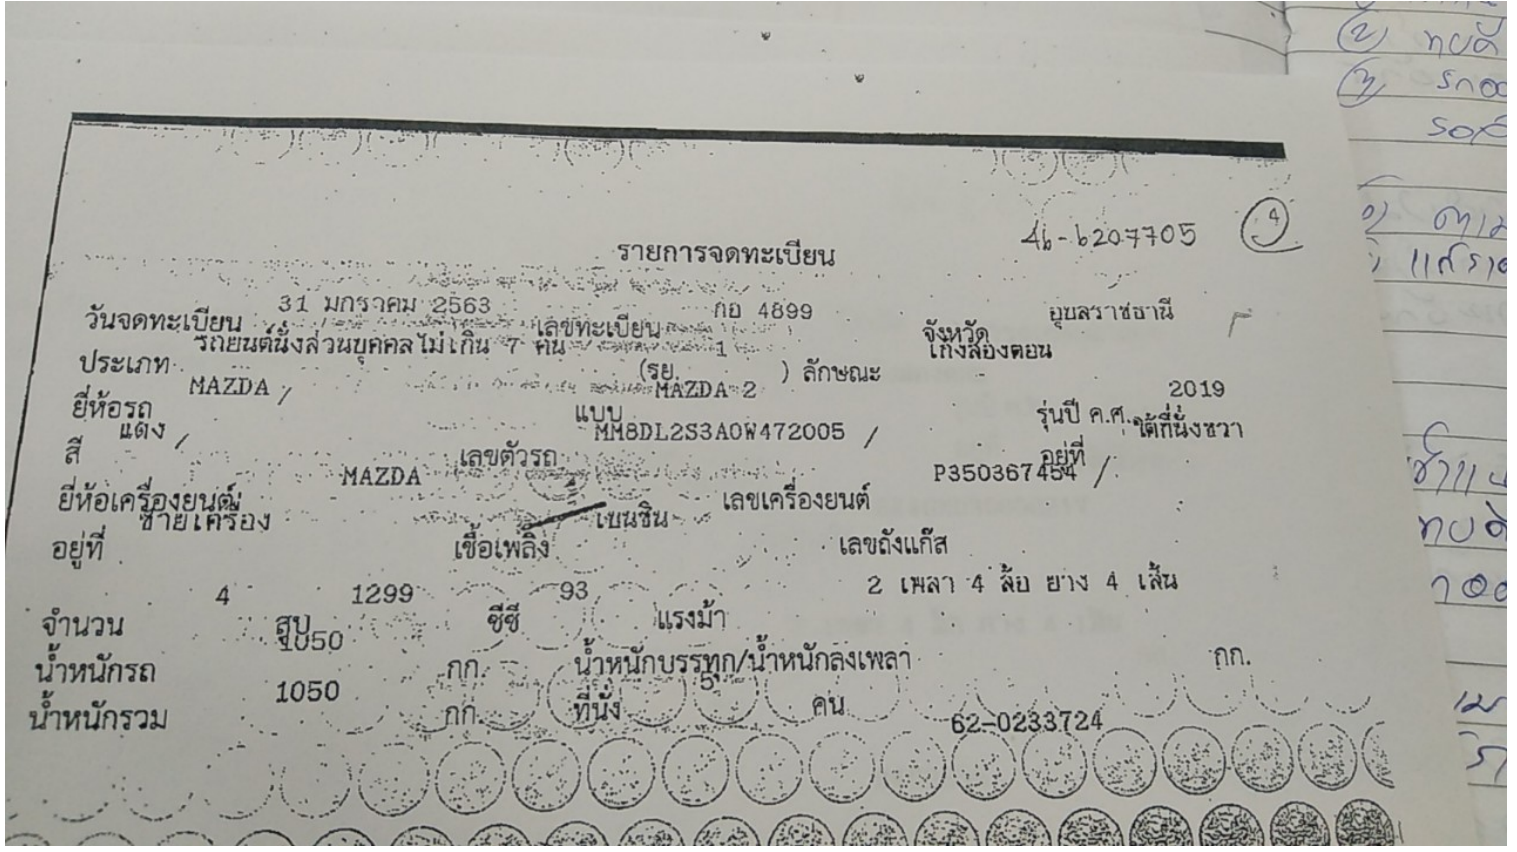 46-6207705 4
รายการจดทะเบียน
วันจดทะเบียน 31 มกราคม 2563 เลขทะเบียน กอ 4899 จังหวัด อุบลราชธานี
ประเภท รถยนต์นั่งส่วนบุคคลไม่เกิน 7 คน (รย. 1 ) ลักษณะ เก๋งสองตอน
ยี่ห้อรถ MAZDA / แบบ MAZDA 2 รุ่นปี ค.ศ. 2019
สี แดง / เลขตัวรถ MM8DL2S3A0W472005 / อยู่ที่ ใต้ที่นั่งขวา
ยี่ห้อเครื่องยนต์ MAZDA เลขเครื่องยนต์ P350367454 /
อยู่ที่ ซ้ายเครื่อง เชื้อเพลิง เบนซิน เลขถังแก๊ส
จำนวน 4 สูบ 1299 ซีซี 93 แรงม้า 2 เพลา 4 ล้อ ยาง 4 เส้น
น้ำหนักรถ 1050 กก. น้ำหนักบรรทุก/น้ำหนักลงเพลา กก.
น้ำหนักรวม 1050 กก. ที่นั่ง 5 คน 62-0233724